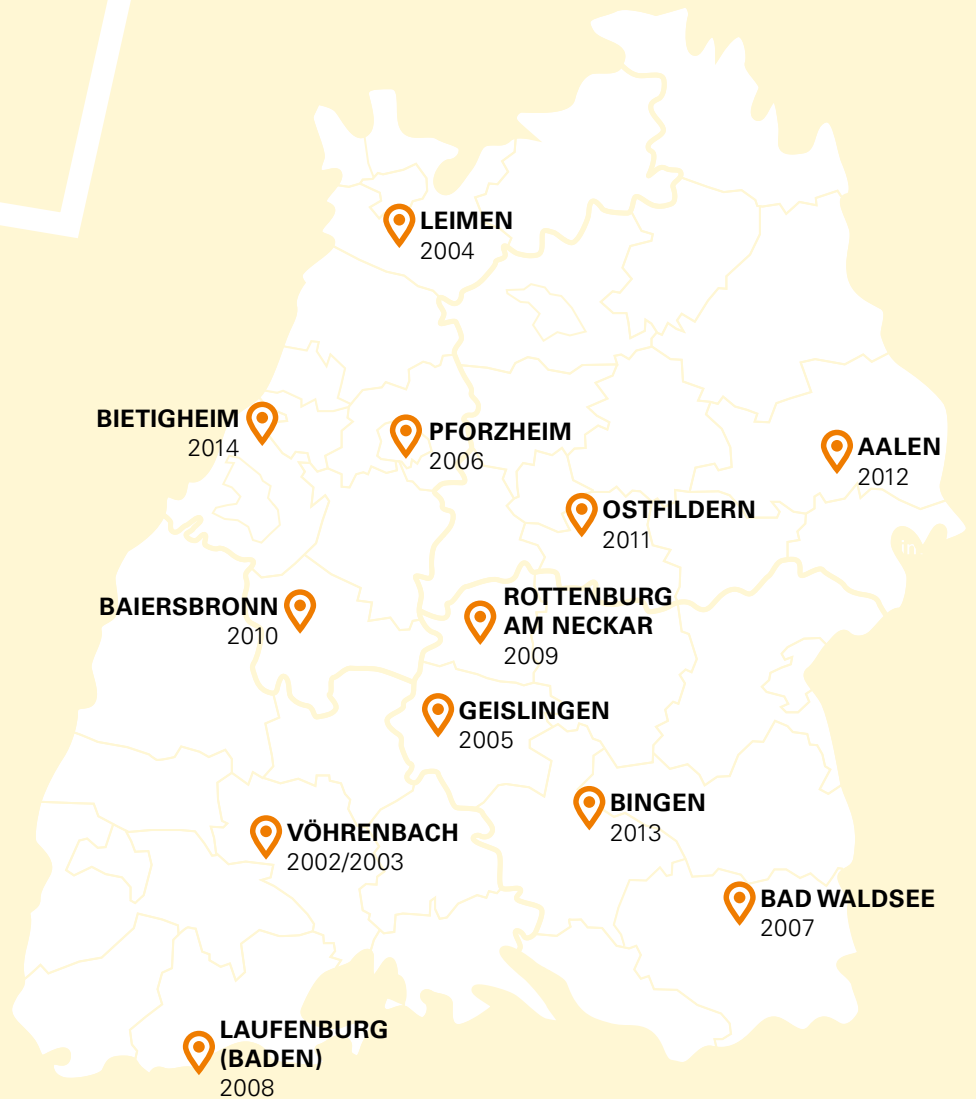 LEIMEN
2004
BIETIGHEIM
2014
PFORZHEIM
2006
AALEN
2012
OSTFILDERN
2011
in
BAIERSBRONN
2010
ROTTENBURG
AM NECKAR
2009
GEISLINGEN
2005
BINGEN
2013
VÖHRENBACH
2002/2003
BAD WALDSEE
2007
LAUFENBURG
(BADEN)
2008